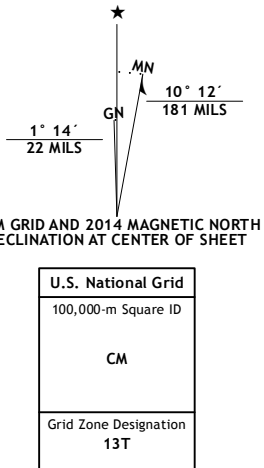 ★
MN
10° 12´
181 MILS
GN
1° 14´
22 MILS
M GRID AND 2014 MAGNETIC NORTH
ECLINATION AT CENTER OF SHEET
U.S. National Grid
100,000-m Square ID
CM
Grid Zone Designation
13T